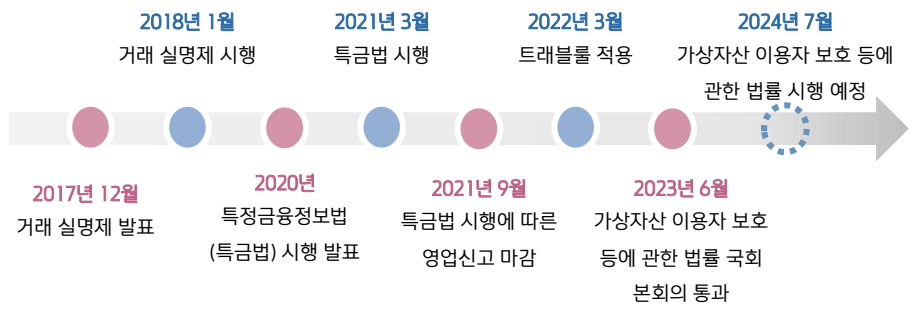 2018년 1월
거래 실명제 시행
2021년 3월
특금법 시행
2022년 3월
트래블룰 적용
2024년 7월
가상자산 이용자 보호 등에
관한 법률 시행 예정
2017년 12월
거래 실명제 발표
2020년
특정금융정보법
(특금법) 시행 발표
2021년 9월
특금법 시행에 따른
영업신고 마감
2023년 6월
가상자산 이용자 보호
등에 관한 법률 국회
본회의 통과